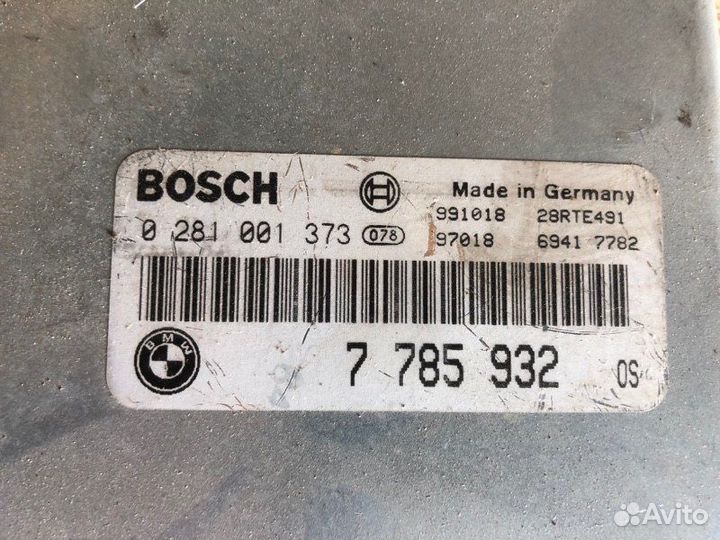 BOSCH
Made in Germany
991018 28RTE491
0 281 001 373 078 97018 6941 7782
BMW
7 785 932 OS
Avito